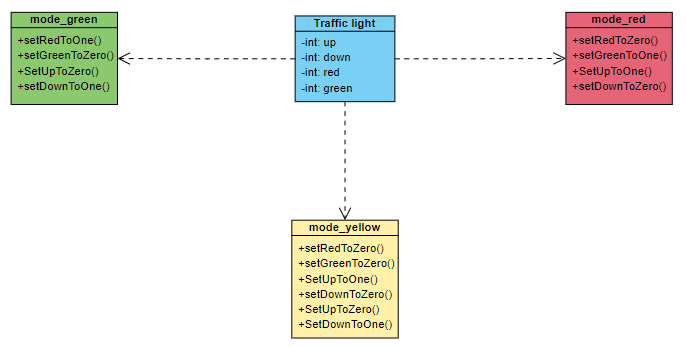 mode_green
+setRedToOne()
+setGreenToZero()
+SetUpToZero()
+setDownToOne()
Traffic light
-int: up
-int: down
-int: red
-int: green
mode_red
+setRedToZero()
+setGreenToOne()
+SetUpToOne()
+setDownToZero()
mode_yellow
+setRedToZero()
+setGreenToZero()
+SetUpToOne()
+setDownToZero()
+SetUpToZero()
+SetDownToOne()